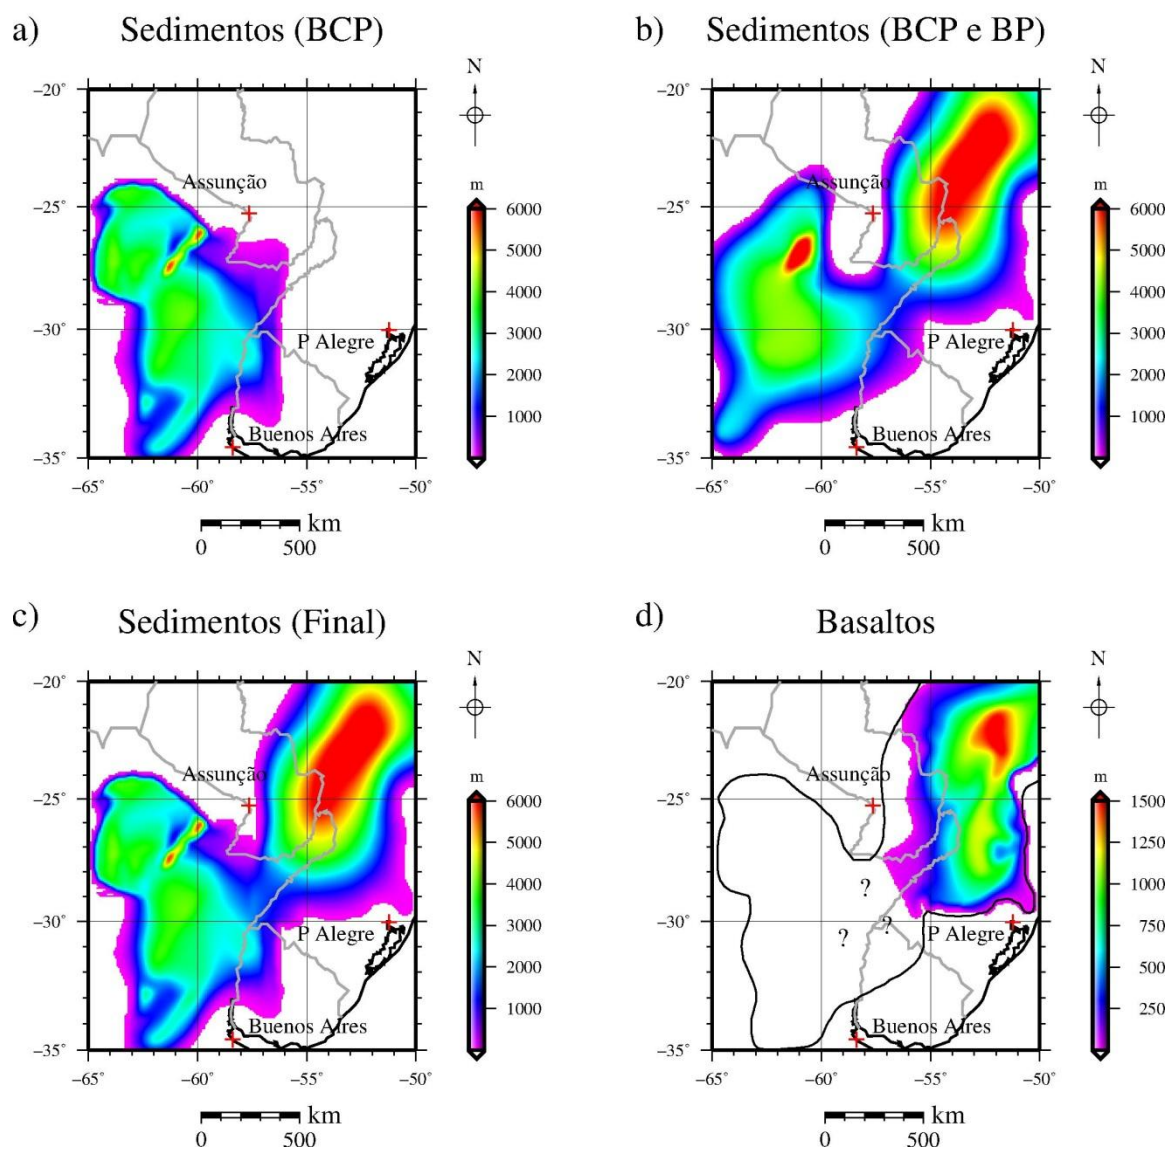 a) Sedimentos (BCP)
N
−20°
−25°
−30°
−35°
−65° −60° −55° −50°
Assunção
P Alegre
Buenos Aires
m
6000
5000
4000
3000
2000
1000
km
0 500
b) Sedimentos (BCP e BP)
N
−20°
−25°
−30°
−35°
−65° −60° −55° −50°
Assunção
P Alegre
Buenos Aires
m
6000
5000
4000
3000
2000
1000
km
0 500
c) Sedimentos (Final)
N
−20°
−25°
−30°
−35°
−65° −60° −55° −50°
Assunção
P Alegre
Buenos Aires
m
6000
5000
4000
3000
2000
1000
km
0 500
d) Basaltos
N
−20°
−25°
−30°
−35°
−65° −60° −55° −50°
Assunção
?
? ?
P Alegre
Buenos Aires
m
1500
1250
1000
750
500
250
km
0 500